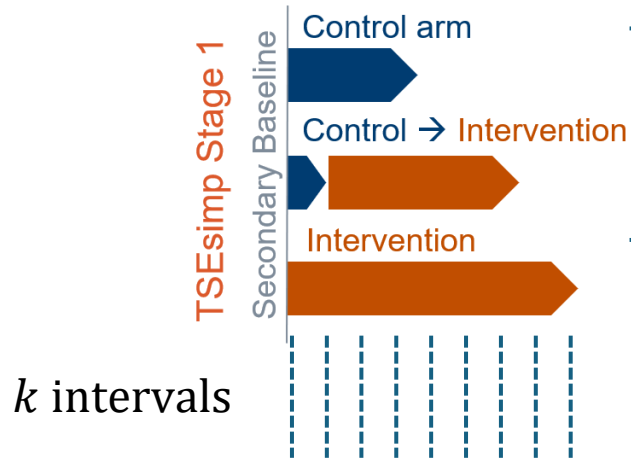 TSEsimp Stage 1
Secondary Baseline
Control arm
Control → Intervention
Intervention
k intervals